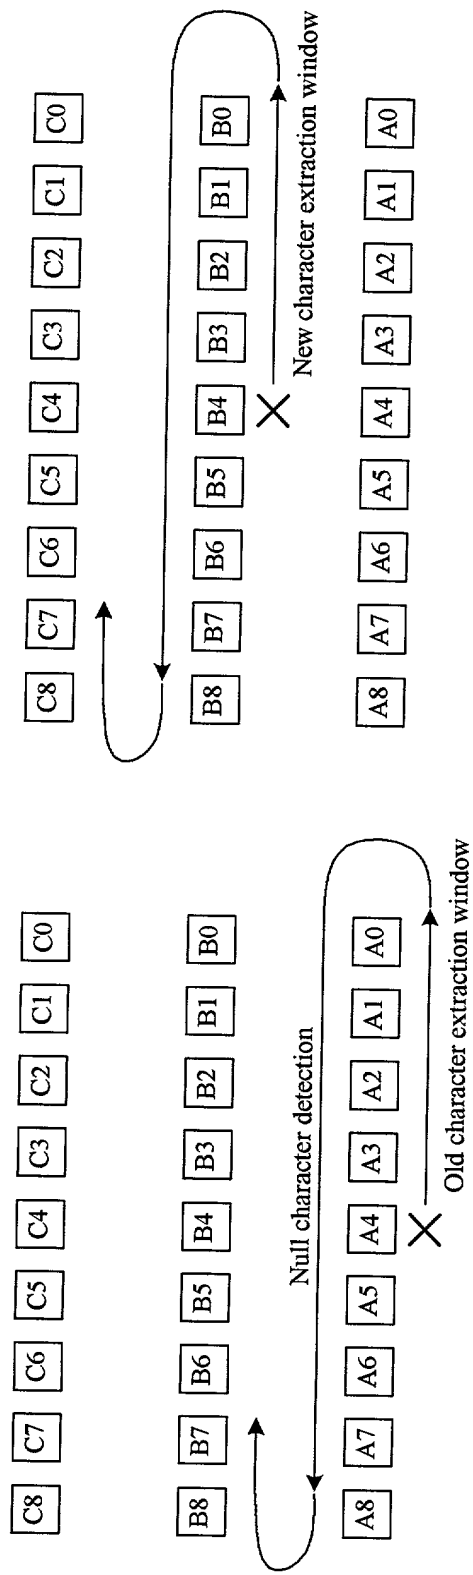 C8 C7 C6 C5 C4 C3 C2 C1 C0
B8 B7 B6 B5 B4 B3 B2 B1 B0
Null character detection
A8 A7 A6 A5 A4 A3 A2 A1 A0
Old character extraction window
C8 C7 C6 C5 C4 C3 C2 C1 C0
B8 B7 B6 B5 B4 B3 B2 B1 B0
New character extraction window
A8 A7 A6 A5 A4 A3 A2 A1 A0